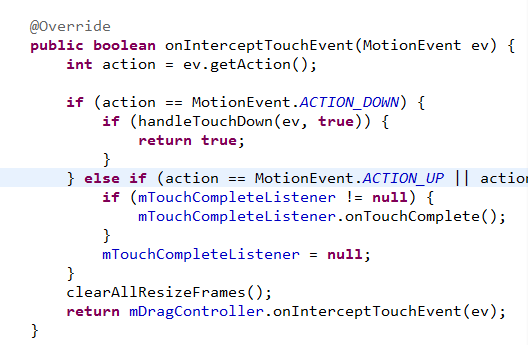 @Override
public boolean onInterceptTouchEvent(MotionEvent ev) {
int action = ev.getAction();
if (action == MotionEvent.ACTION_DOWN) {
if (handleTouchDown(ev, true)) {
return true;
}
} else if (action == MotionEvent.ACTION_UP || action
if (mTouchCompleteListener != null) {
mTouchCompleteListener.onTouchComplete();
}
mTouchCompleteListener = null;
}
clearAllResizeFrames();
return mDragController.onInterceptTouchEvent(ev);
}